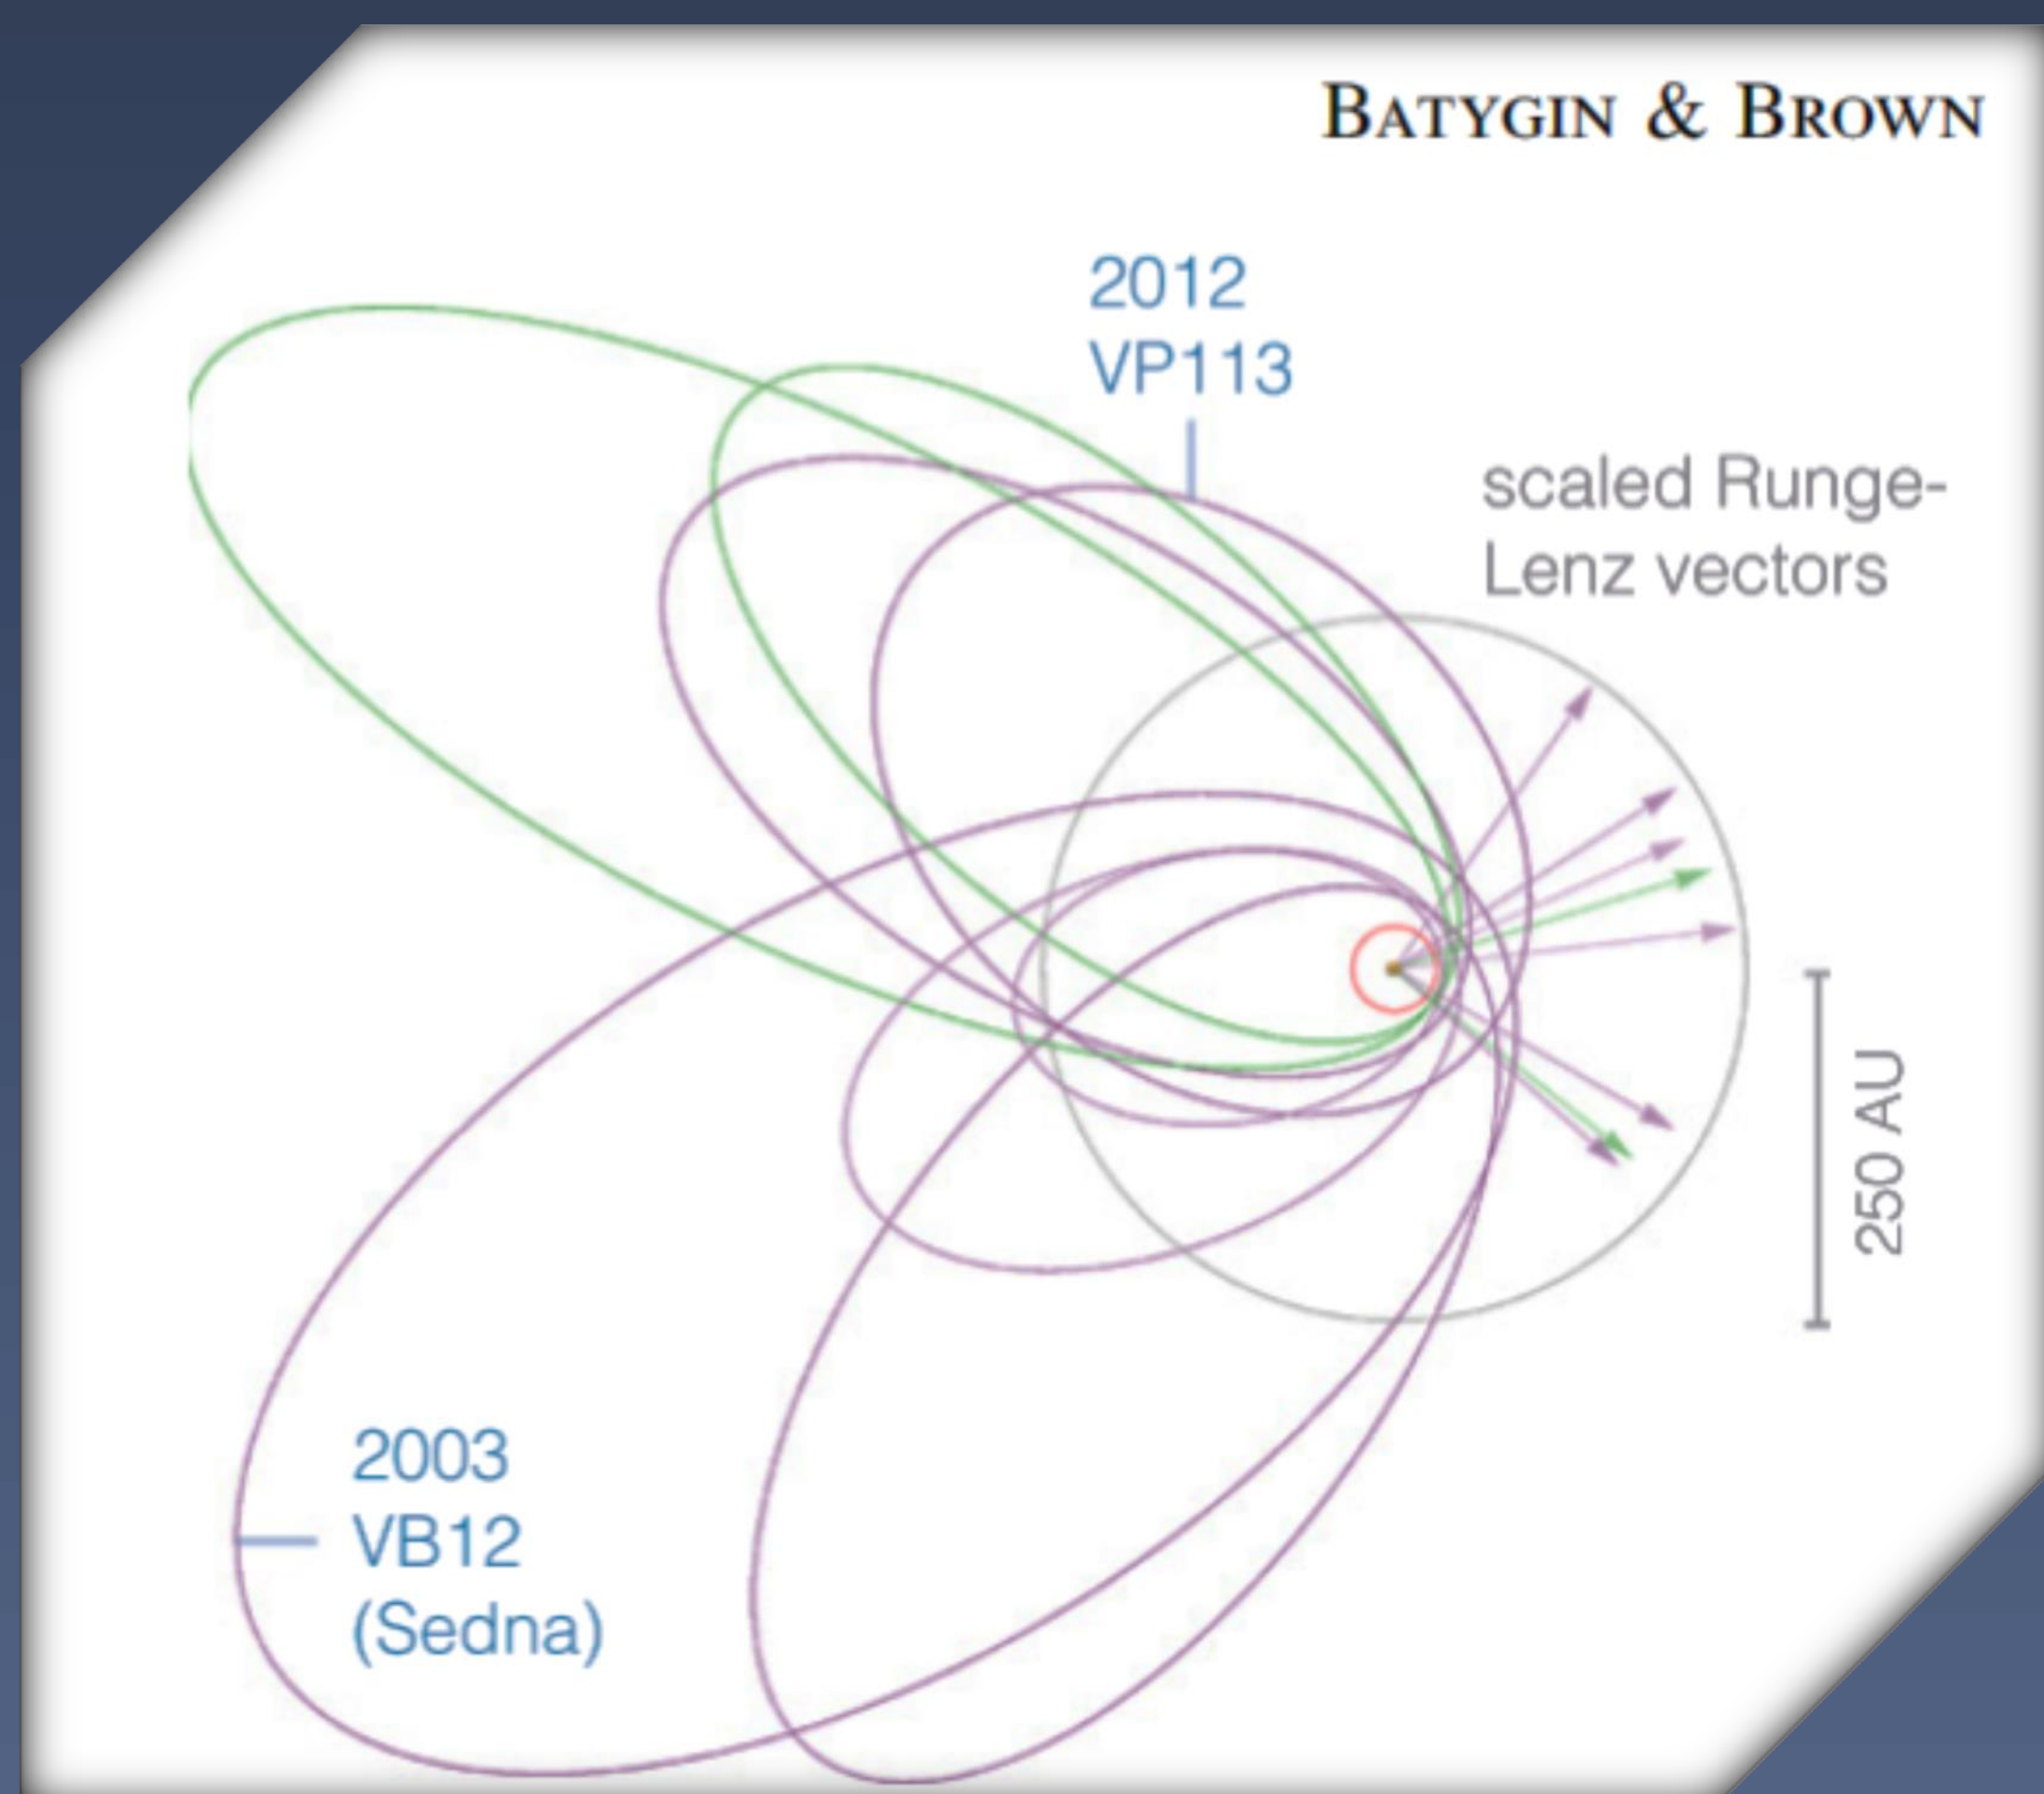 BATYGIN & BROWN
2012
VP113
scaled Runge-
Lenz vectors
250 AU
2003
VB12
(Sedna)